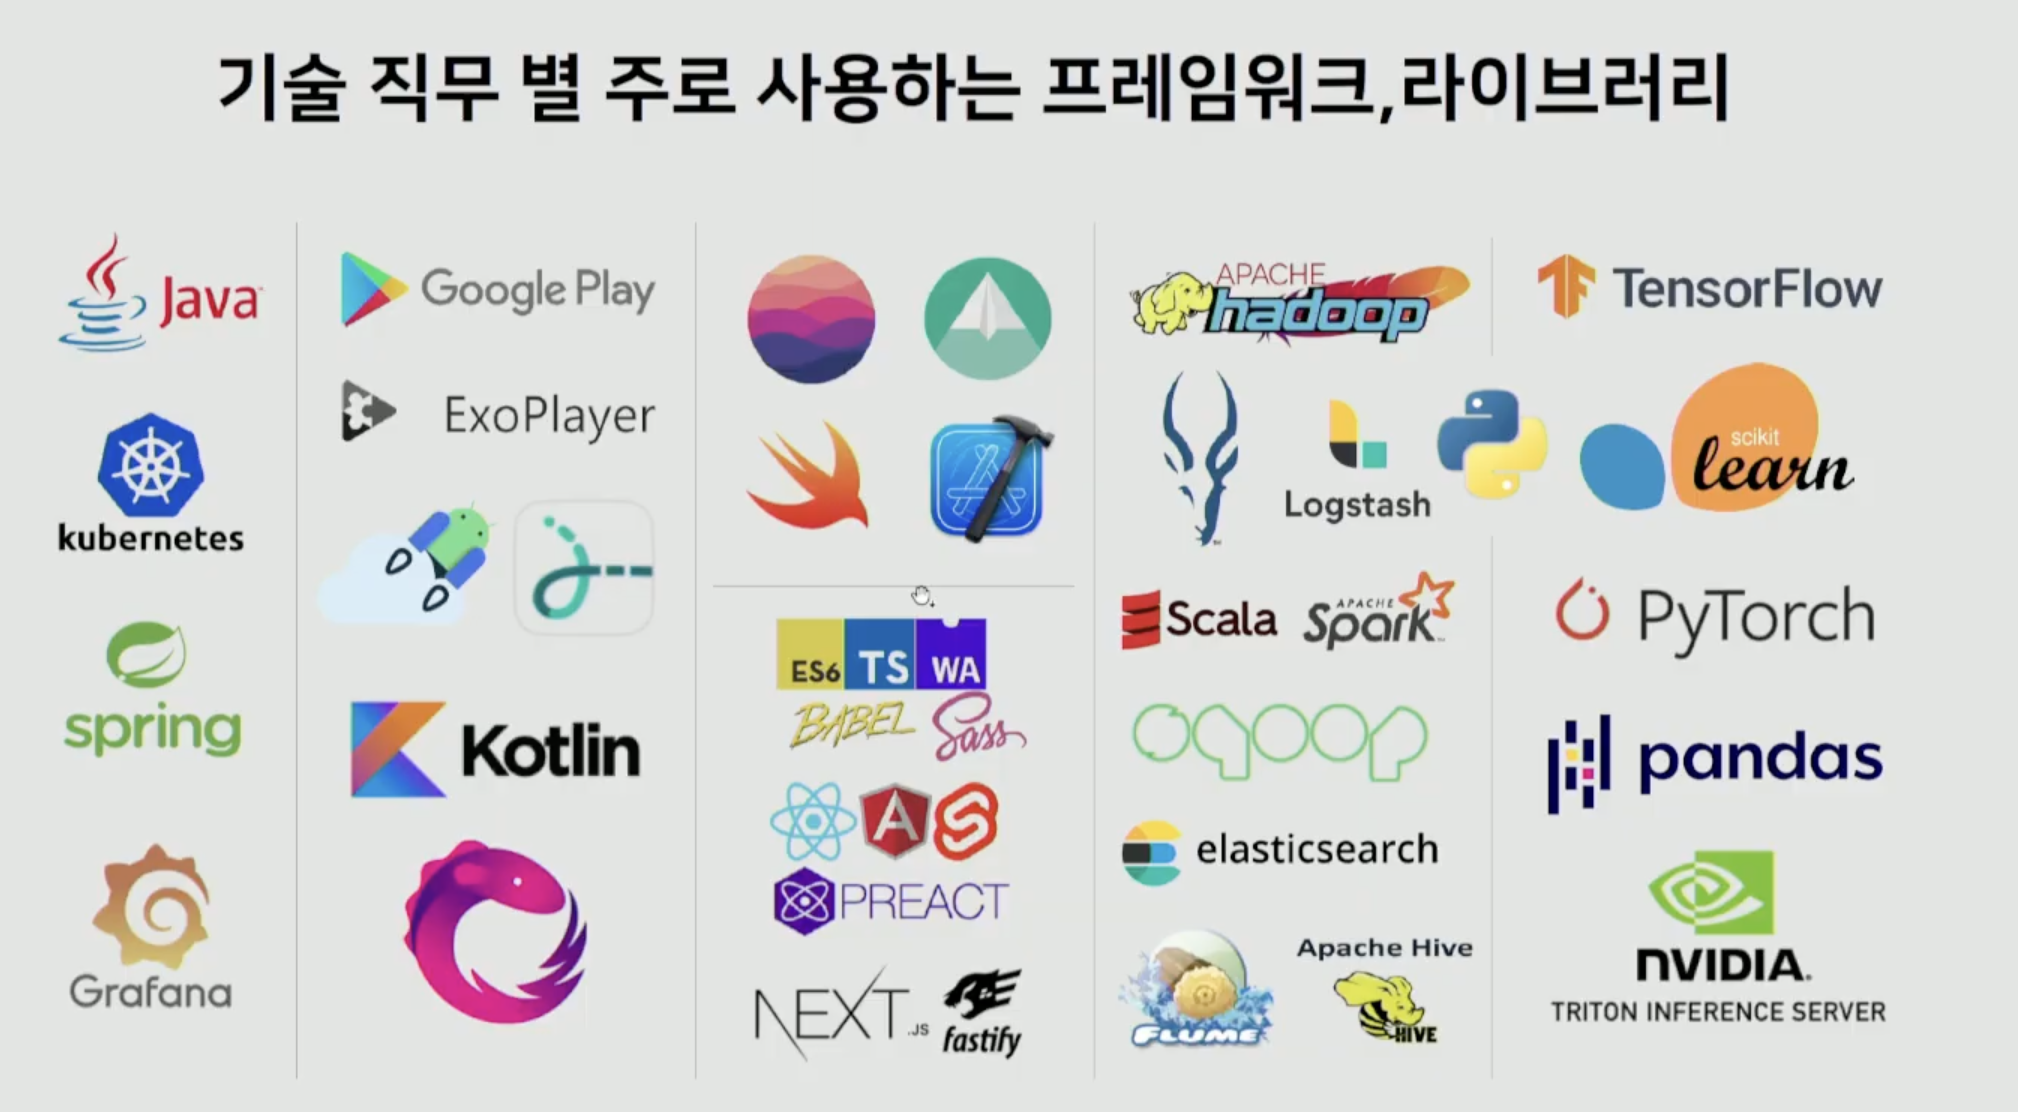 기술 직무 별 주로 사용하는 프레임워크,라이브러리
Java
kubernetes
spring
Grafana
Google Play
ExoPlayer
Kotlin
ES6 TS WA
BABEL Sass
PREACT
NEXT.JS fastify
APACHE
hadoop
Logstash
Scala APACHE Spark
sqoop
elasticsearch
FLUME
Apache Hive
HIVE
TensorFlow
scikit
learn
PyTorch
pandas
NVIDIA.
TRITON INFERENCE SERVER